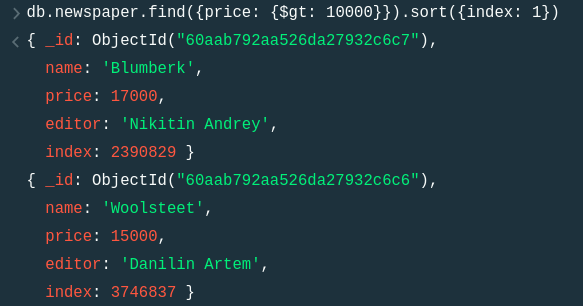 > db.newspaper.find({price: {$gt: 10000}}).sort({index: 1})
< { _id: ObjectId("60aab792aa526da27932c6c7"),
name: 'Blumberk',
price: 17000,
editor: 'Nikitin Andrey',
index: 2390829 }
{ _id: ObjectId("60aab792aa526da27932c6c6"),
name: 'Woolsteet',
price: 15000,
editor: 'Danilin Artem',
index: 3746837 }